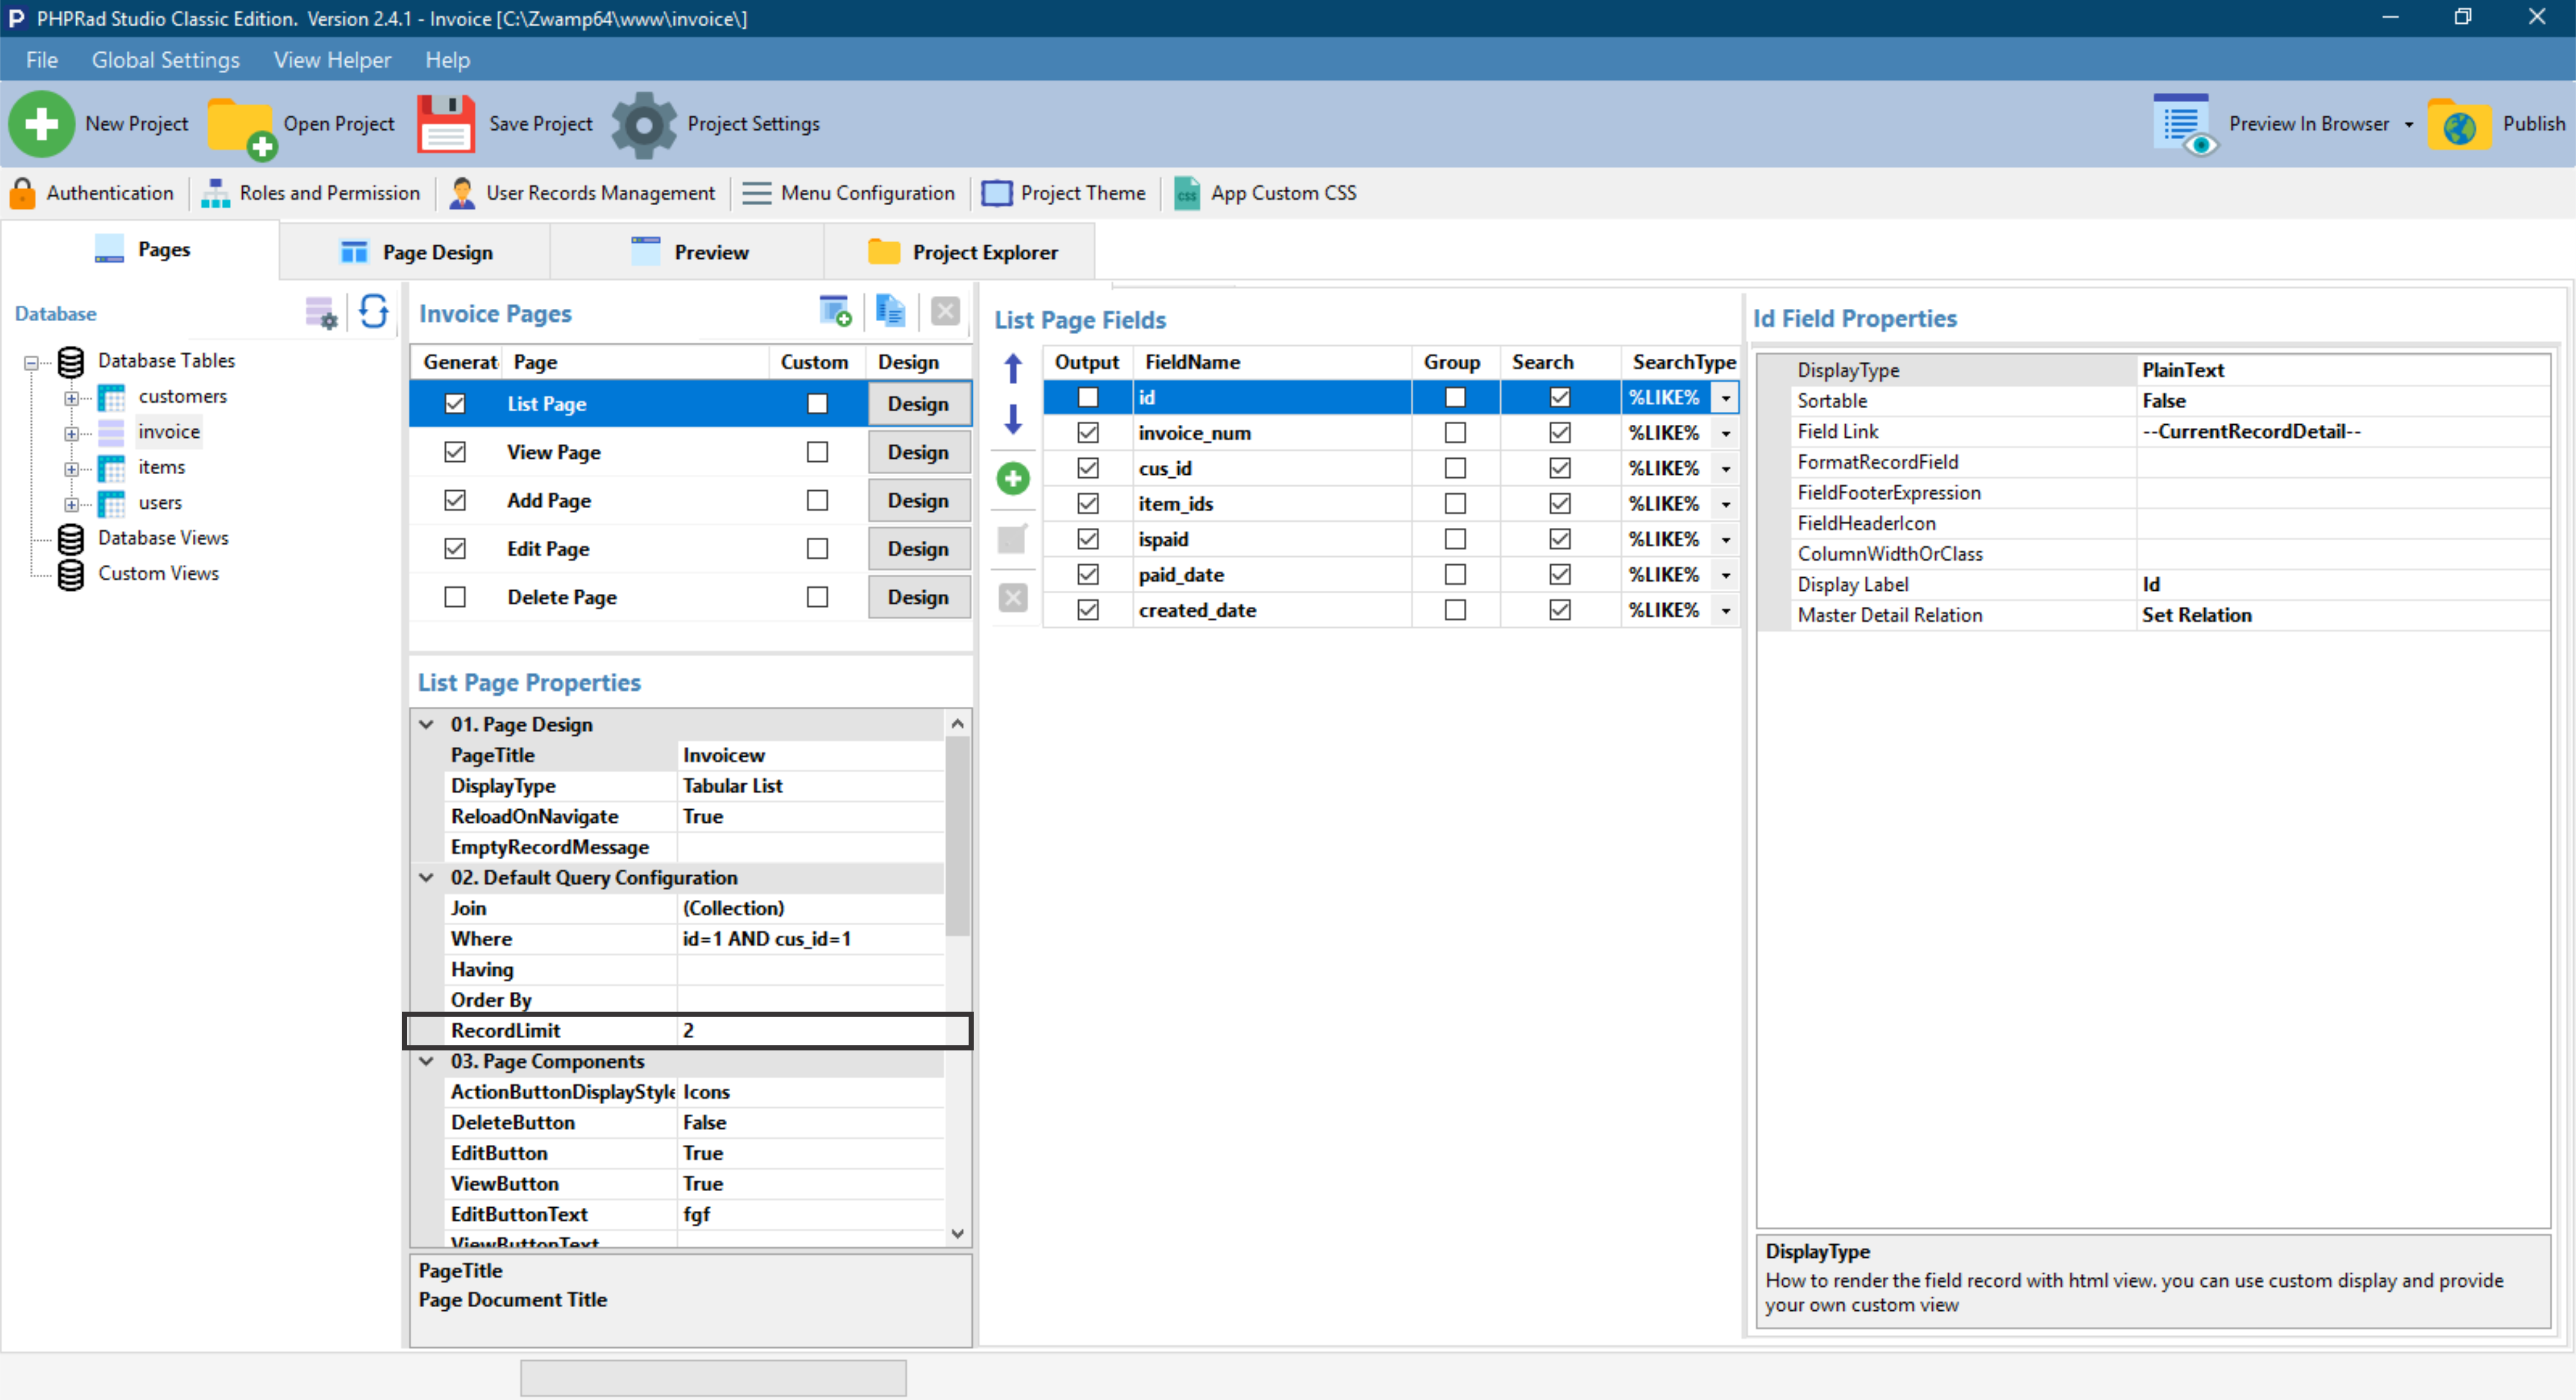 PHPRad Studio Classic Edition.  Version 2.4.1 - Invoice [C:\Zwamp64\www\invoice\]
File Global Settings View Helper Help
New Project Open Project Save Project Project Settings Preview In Browser Publish
Authentication Roles and Permission User Records Management Menu Configuration Project Theme App Custom CSS
Pages Page Design Preview Project Explorer
Database
Database Tables
customers
invoice
items
users
Database Views
Custom Views
Invoice Pages
Generat Page Custom Design
List Page Design
View Page Design
Add Page Design
Edit Page Design
Delete Page Design
List Page Properties
01. Page Design
PageTitle Invoicew
DisplayType Tabular List
ReloadOnNavigate True
EmptyRecordMessage
02. Default Query Configuration
Join (Collection)
Where id=1 AND cus_id=1
Having
Order By
RecordLimit 2
03. Page Components
ActionButtonDisplayStyle Icons
DeleteButton False
EditButton True
ViewButton True
EditButtonText fgf
ViewButtonText
PageTitle
Page Document Title
List Page Fields
Output FieldName Group Search SearchType
id %LIKE%
invoice_num %LIKE%
cus_id %LIKE%
item_ids %LIKE%
ispaid %LIKE%
paid_date %LIKE%
created_date %LIKE%
Id Field Properties
DisplayType PlainText
Sortable False
Field Link --CurrentRecordDetail--
FormatRecordField
FieldFooterExpression
FieldHeaderIcon
ColumnWidthOrClass
Display Label Id
Master Detail Relation Set Relation
DisplayType
How to render the field record with html view. you can use custom display and provide
your own custom view